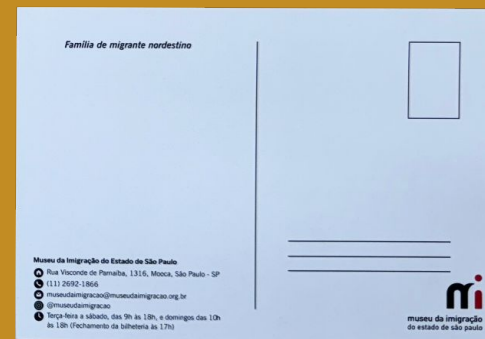 Família de migrante nordestino
Museu da Imigração do Estado de São Paulo
Rua Visconde de Parnaíba, 1316, Mooca, São Paulo - SP
(11) 2692-1866
museudaimigracao@museudaimigracao.org.br
@museudaimigracao
Terça-feira a sábado, das 9h às 18h, e domingos das 10h
às 18h (Fechamento da bilheteria às 17h)
mi
museu da imigração
do estado de são paulo